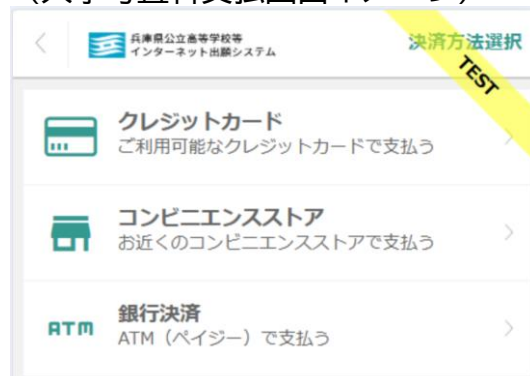 兵庫県公立高等学校等
インターネット出願システム
決済方法選択
TEST
クレジットカード
ご利用可能なクレジットカードで支払う
コンビニエンスストア
お近くのコンビニエンスストアで支払う
ATM
銀行決済
ATM（ペイジー）で支払う